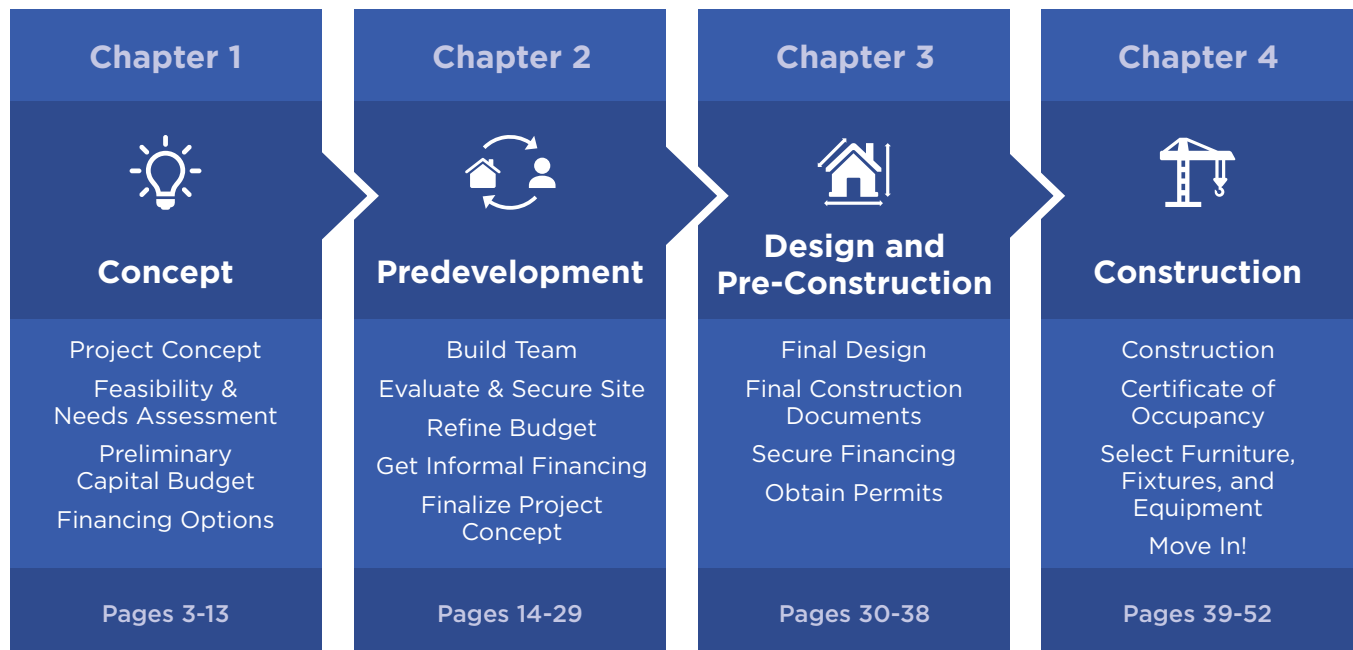 Chapter 1
Concept
Project Concept
Feasibility &
Needs Assessment
Preliminary
Capital Budget
Financing Options
Pages 3-13
Chapter 2
Predevelopment
Build Team
Evaluate & Secure Site
Refine Budget
Get Informal Financing
Finalize Project
Concept
Pages 14-29
Chapter 3
Design and
Pre-Construction
Final Design
Final Construction
Documents
Secure Financing
Obtain Permits
Pages 30-38
Chapter 4
Construction
Construction
Certificate of
Occupancy
Select Furniture,
Fixtures, and
Equipment
Move In!
Pages 39-52